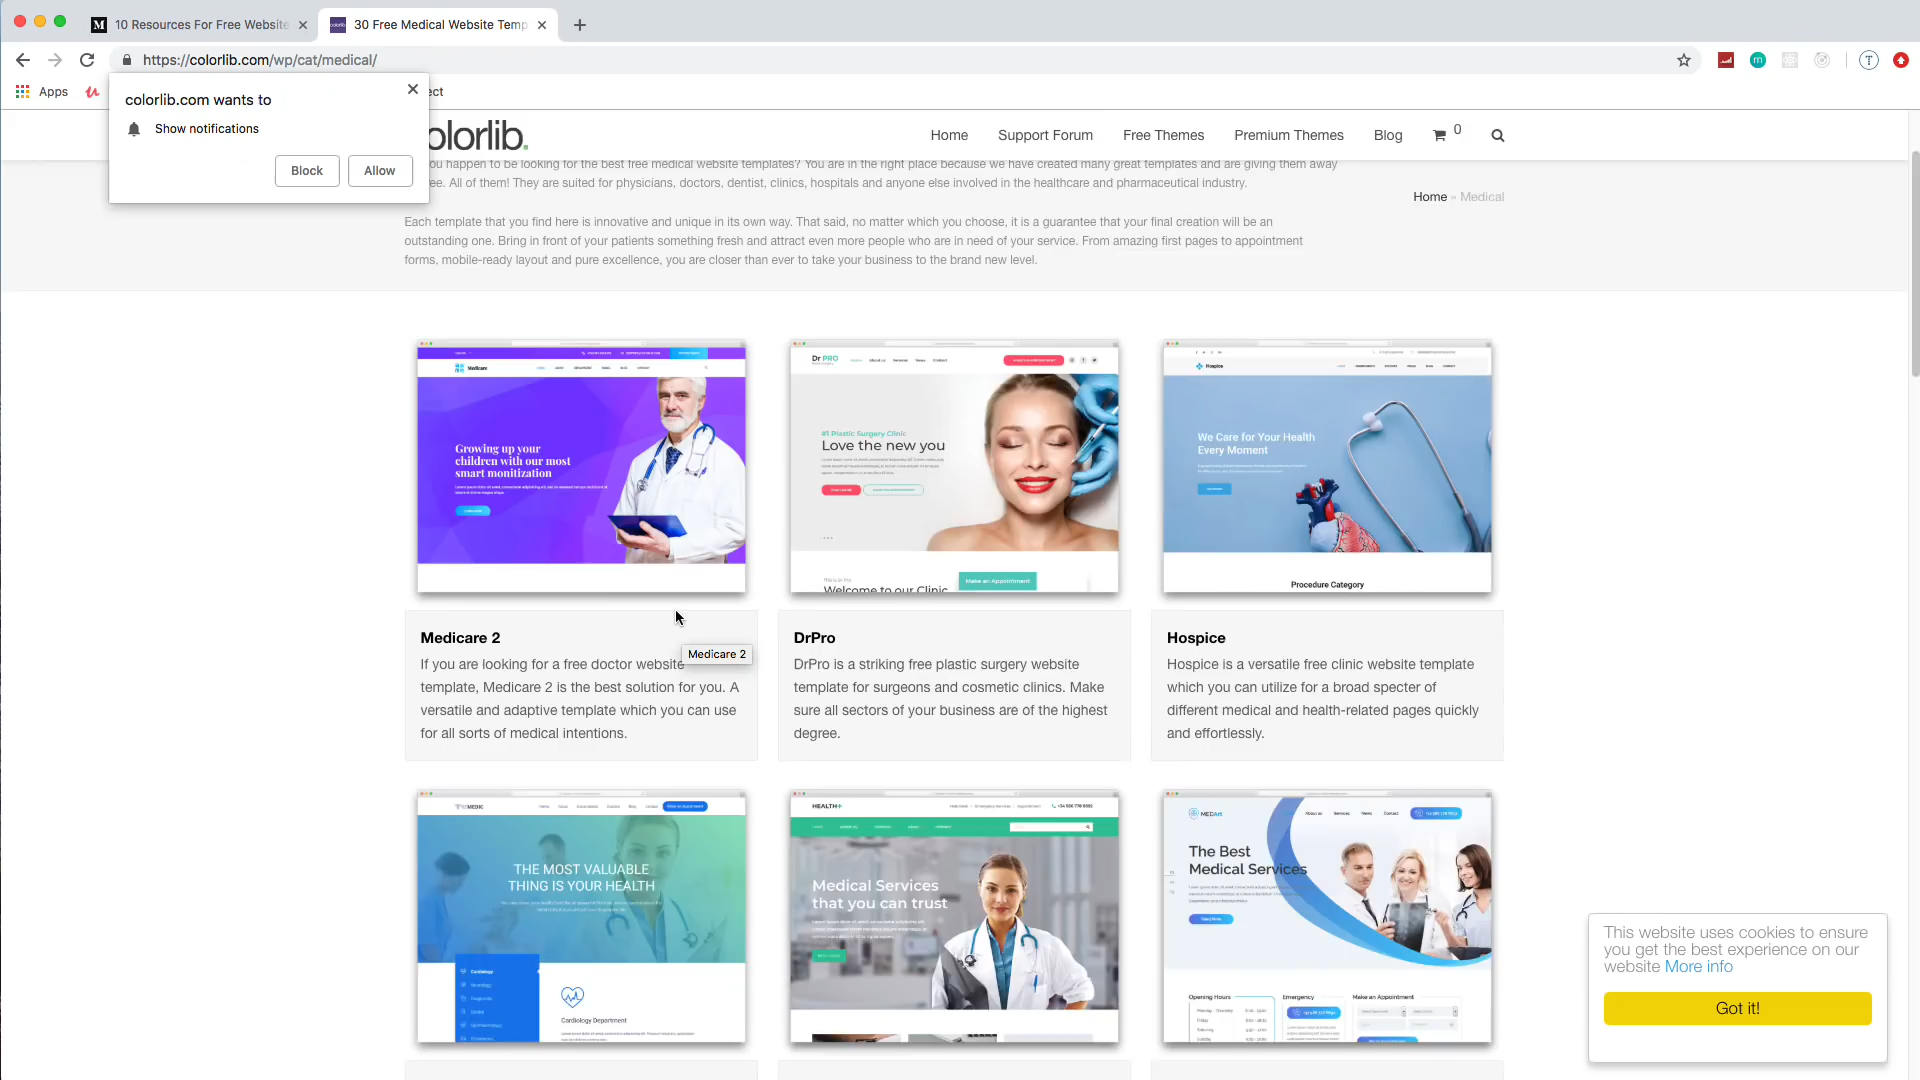 10 Resources For Free Website
30 Free Medical Website Temp
https://colorlib.com/wp/cat/medical/
Apps
ect
colorlib.com wants to
Show notifications
Block
Allow
olorlib.
Home
Support Forum
Free Themes
Premium Themes
Blog
0
ou happen to be looking for the best free medical website templates? You are in the right place because we have created many great templates and are giving them away
ee. All of them! They are suited for physicians, doctors, dentist, clinics, hospitals and anyone else involved in the healthcare and pharmaceutical industry.
Home » Medical
Each template that you find here is innovative and unique in its own way. That said, no matter which you choose, it is a guarantee that your final creation will be an
outstanding one. Bring in front of your patients something fresh and attract even more people who are in need of your service. From amazing first pages to appointment
forms, mobile-ready layout and pure excellence, you are closer than ever to take your business to the brand new level.
Medicare
Growing up your
children with our most
smart monitization
Dr PRO
Home About us Services News Contact
#1 Plastic Surgery Clinic
Love the new you
Welcome to our Clinic
Make an Appointment
Hospice
We Care for Your Health
Every Moment
Procedure Category
Medicare 2
If you are looking for a free doctor website
template, Medicare 2 is the best solution for you. A
versatile and adaptive template which you can use
for all sorts of medical intentions.
Medicare 2
DrPro
DrPro is a striking free plastic surgery website
template for surgeons and cosmetic clinics. Make
sure all sectors of your business are of the highest
degree.
Hospice
Hospice is a versatile free clinic website template
which you can utilize for a broad specter of
different medical and health-related pages quickly
and effortlessly.
THE MOST VALUABLE
THING IS YOUR HEALTH
Cardiology
Cardiology Department
HEALTH+
Medical Services
that you can trust
MEDArt
About us Services News Contact
The Best
Medical Services
Opening Hours
Emergency
Make an Appointment
This website uses cookies to ensure
you get the best experience on our
website More info
Got it!